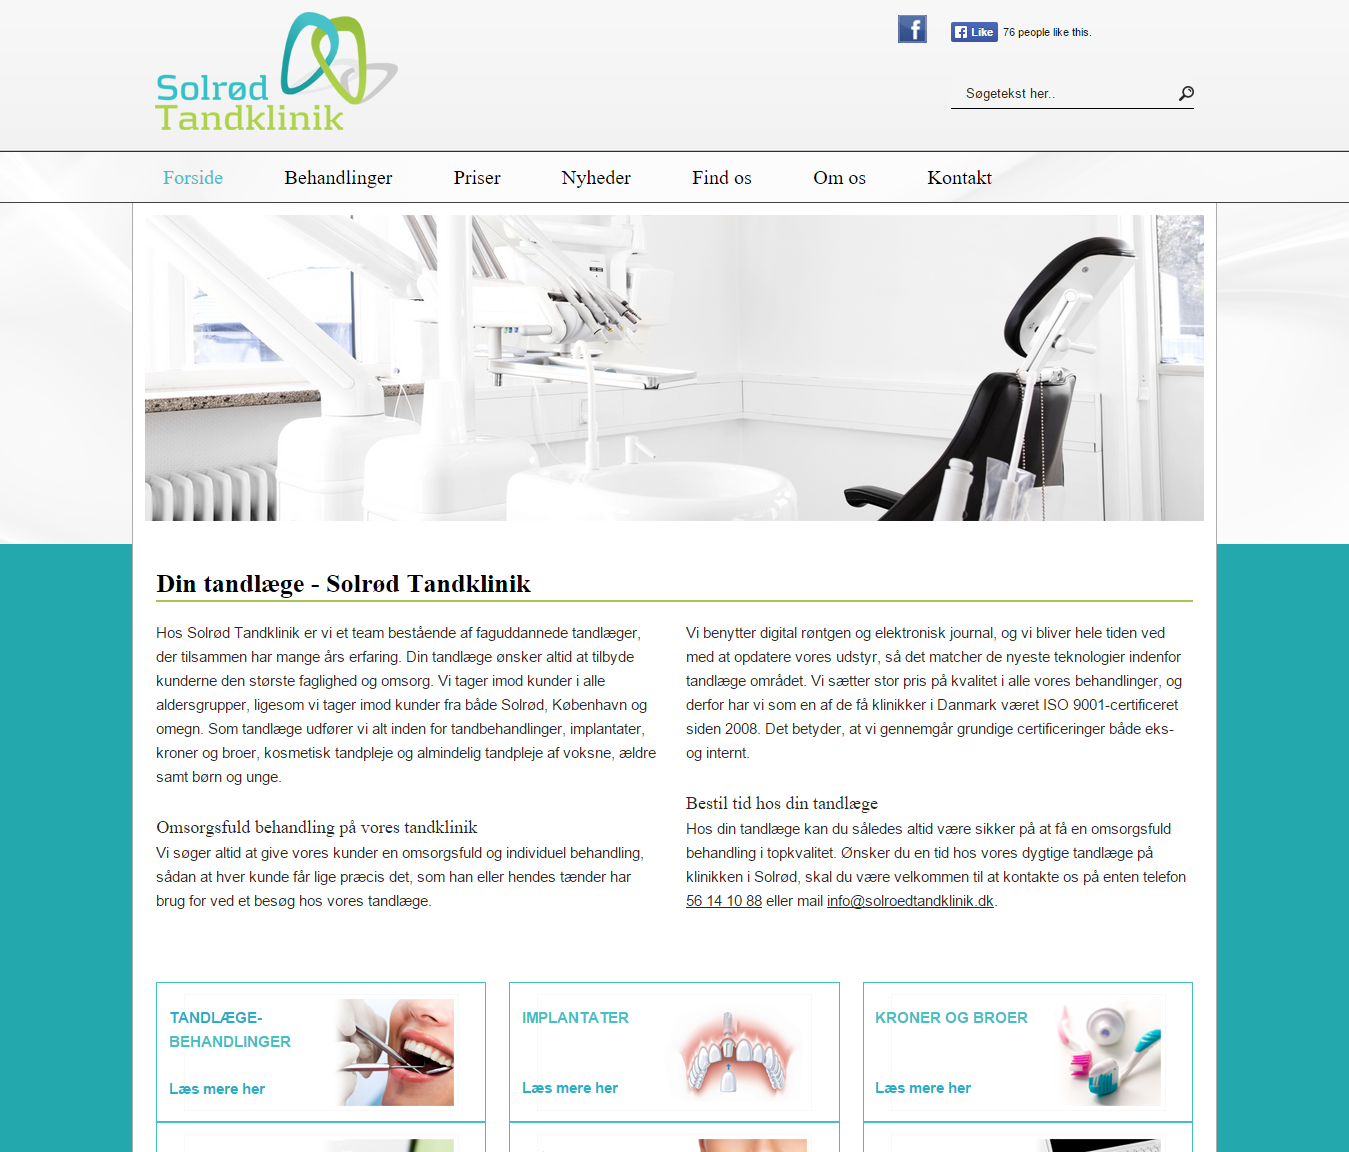 Solrød
Tandklinik
f
Like
76 people like this.
Søgetekst her..
Forside
Behandlinger
Priser
Nyheder
Find os
Om os
Kontakt
Din tandlæge - Solrød Tandklinik
Hos Solrød Tandklinik er vi et team bestående af faguddannede tandlæger,
der tilsammen har mange års erfaring. Din tandlæge ønsker altid at tilbyde
kunderne den største faglighed og omsorg. Vi tager imod kunder i alle
aldersgrupper, ligesom vi tager imod kunder fra både Solrød, København og
omegn. Som tandlæge udfører vi alt inden for tandbehandlinger, implantater,
kroner og broer, kosmetisk tandpleje og almindelig tandpleje af voksne, ældre
samt børn og unge.
Omsorgsfuld behandling på vores tandklinik
Vi søger altid at give vores kunder en omsorgsfuld og individuel behandling,
sådan at hver kunde får lige præcis det, som han eller hendes tænder har
brug for ved et besøg hos vores tandlæge.
Vi benytter digital røntgen og elektronisk journal, og vi bliver hele tiden ved
med at opdatere vores udstyr, så det matcher de nyeste teknologier indenfor
tandlæge området. Vi sætter stor pris på kvalitet i alle vores behandlinger, og
derfor har vi som en af de få klinikker i Danmark været ISO 9001-certificeret
siden 2008. Det betyder, at vi gennemgår grundige certificeringer både eks-
og internt.
Bestil tid hos din tandlæge
Hos din tandlæge kan du således altid være sikker på at få en omsorgsfuld
behandling i topkvalitet. Ønsker du en tid hos vores dygtige tandlæge på
klinikken i Solrød, skal du være velkommen til at kontakte os på enten telefon
56 14 10 88 eller mail info@solroedtandklinik.dk.
TANDLÆGE-
BEHANDLINGER
Læs mere her
IMPLANTATER
Læs mere her
KRONER OG BROER
Læs mere her